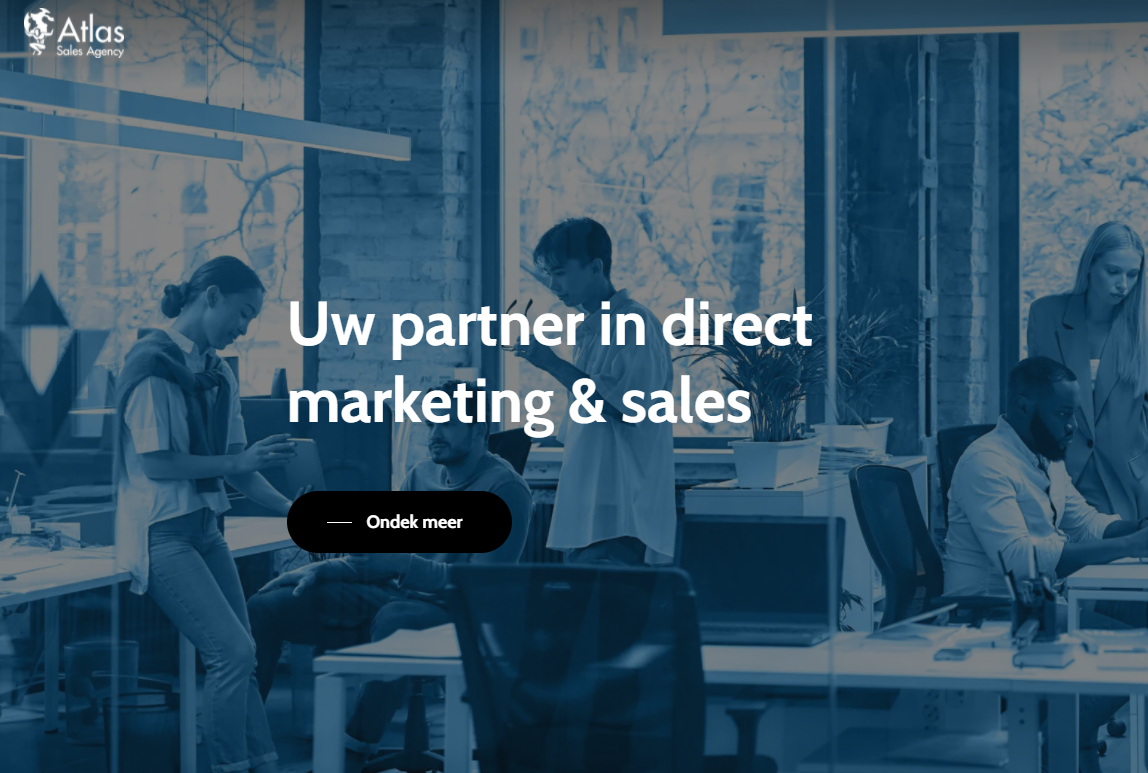 Atlas
Sales Agency
Uw partner in direct
marketing & sales
Ondek meer